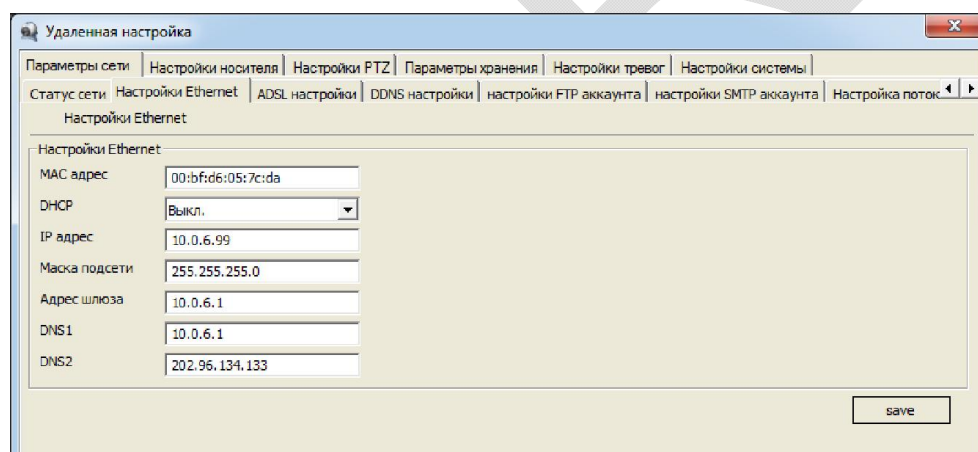 Удаленная настройка
Параметры сети Настройки носителя Настройки PTZ Параметры хранения Настройки тревог Настройки системы
Статус сети Настройки Ethernet ADSL настройки DDNS настройки настройки FTP аккаунта настройки SMTP аккаунта Настройка поток
Настройки Ethernet
Настройки Ethernet
MAC адрес 00:bf:d6:05:7c:da
DHCP Выкл.
IP адрес 10.0.6.99
Маска подсети 255.255.255.0
Адрес шлюза 10.0.6.1
DNS1 10.0.6.1
DNS2 202.96.134.133
save